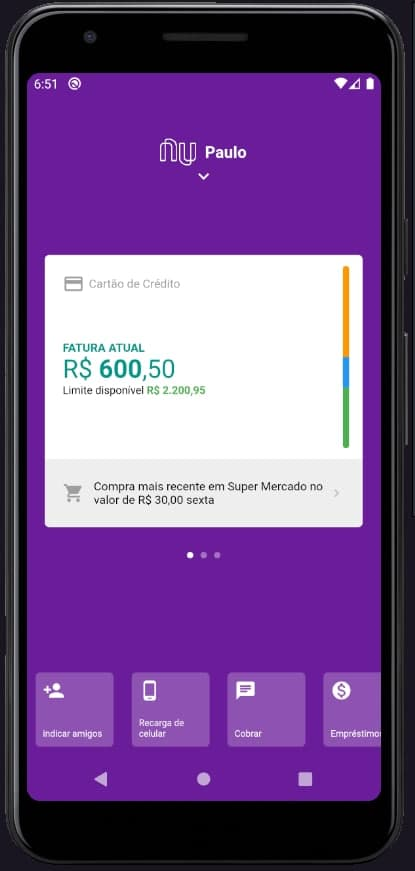 6:51
nu Paulo
Cartão de Crédito
FATURA ATUAL
R$ 600,50
Limite disponível R$ 2.200,95
Compra mais recente em Super Mercado no
valor de R$ 30,00 sexta
Indicar amigos
Recarga de
celular
Cobrar
Empréstimo